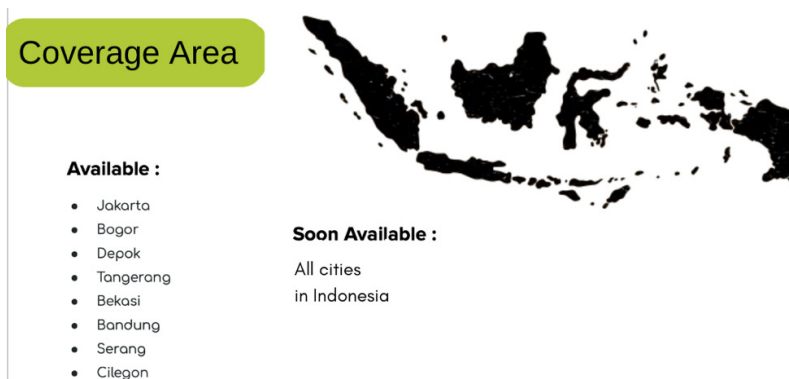 Coverage Area
Available :
• Jakarta
• Bogor
• Depok
• Tangerang
• Bekasi
• Bandung
• Serang
• Cilegon
Soon Available :
All cities
in Indonesia